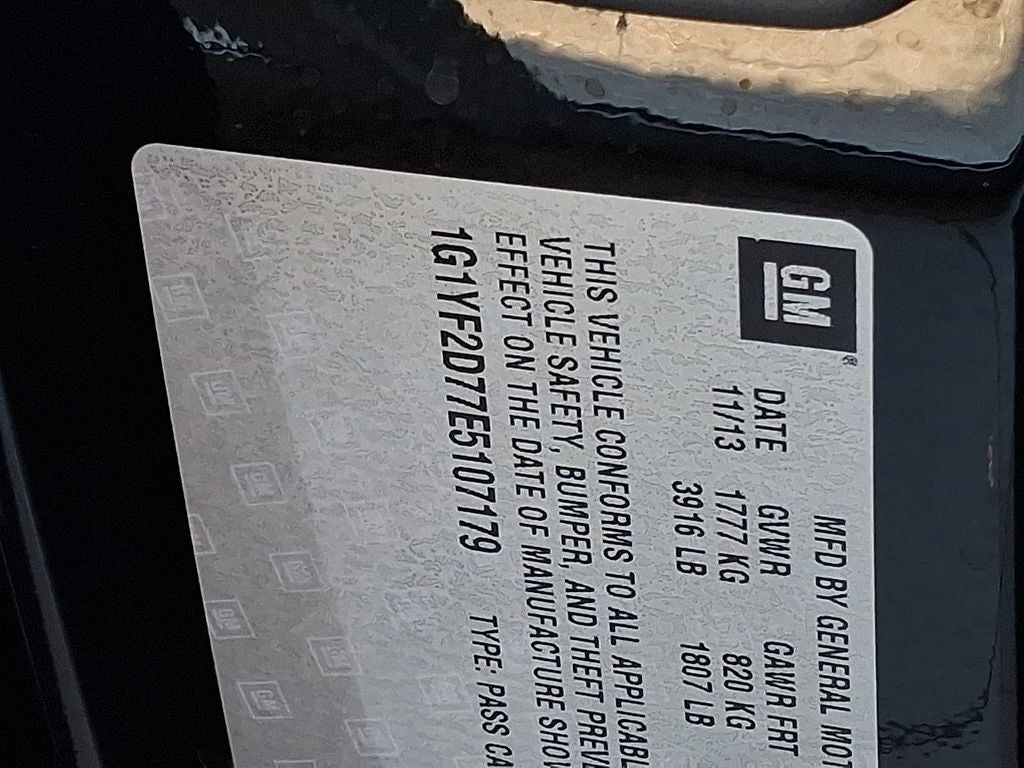 GM
MFD BY GENERAL MOT
DATE GVWR GAWR FRT
11/13 1777 KG 820 KG
3916 LB 1807 LB
THIS VEHICLE CONFORMS TO ALL APPLICABL
VEHICLE SAFETY, BUMPER, AND THEFT PREVE
EFFECT ON THE DATE OF MANUFACTURE SHOW
1G1YF2D77E5107179 TYPE: PASS CA